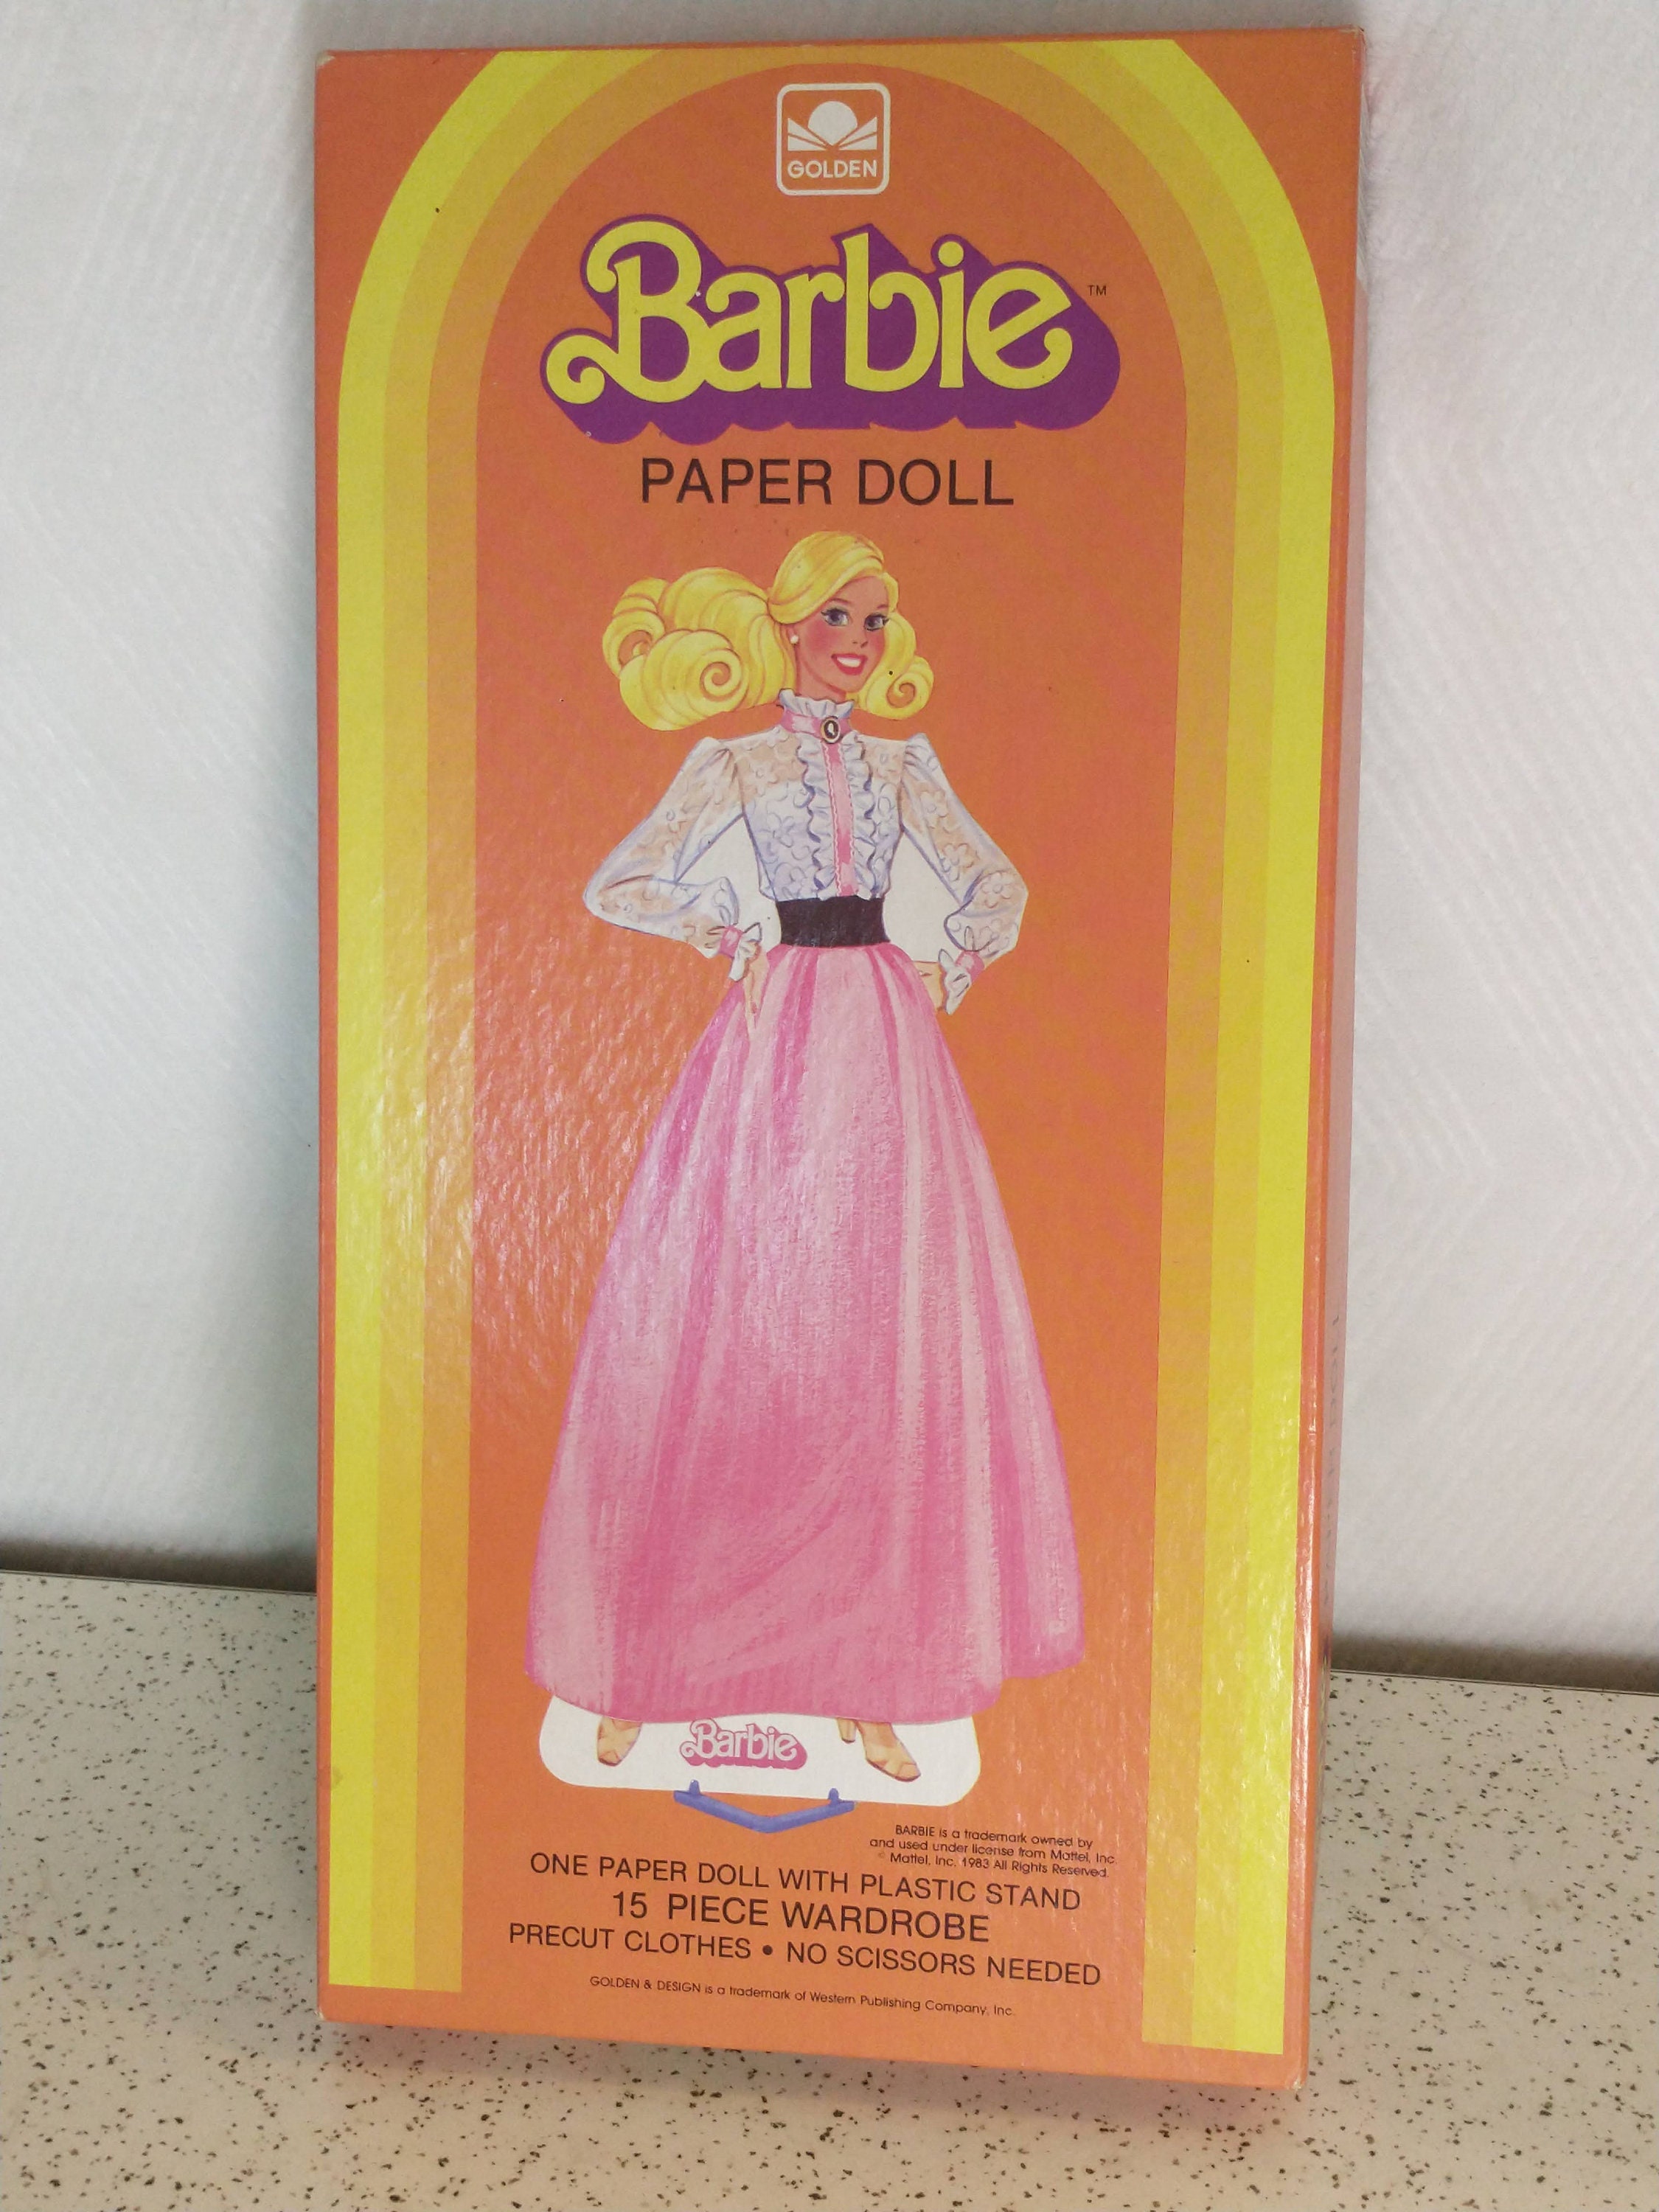 GOLDEN
Barbie™
PAPER DOLL
Barbie
BARBIE is a trademark owned by
and used under license from Mattel, Inc.
Mattel, Inc. 1983 All Rights Reserved.
ONE PAPER DOLL WITH PLASTIC STAND
15 PIECE WARDROBE
PRECUT CLOTHES • NO SCISSORS NEEDED
GOLDEN & DESIGN is a trademark of Western Publishing Company, Inc.